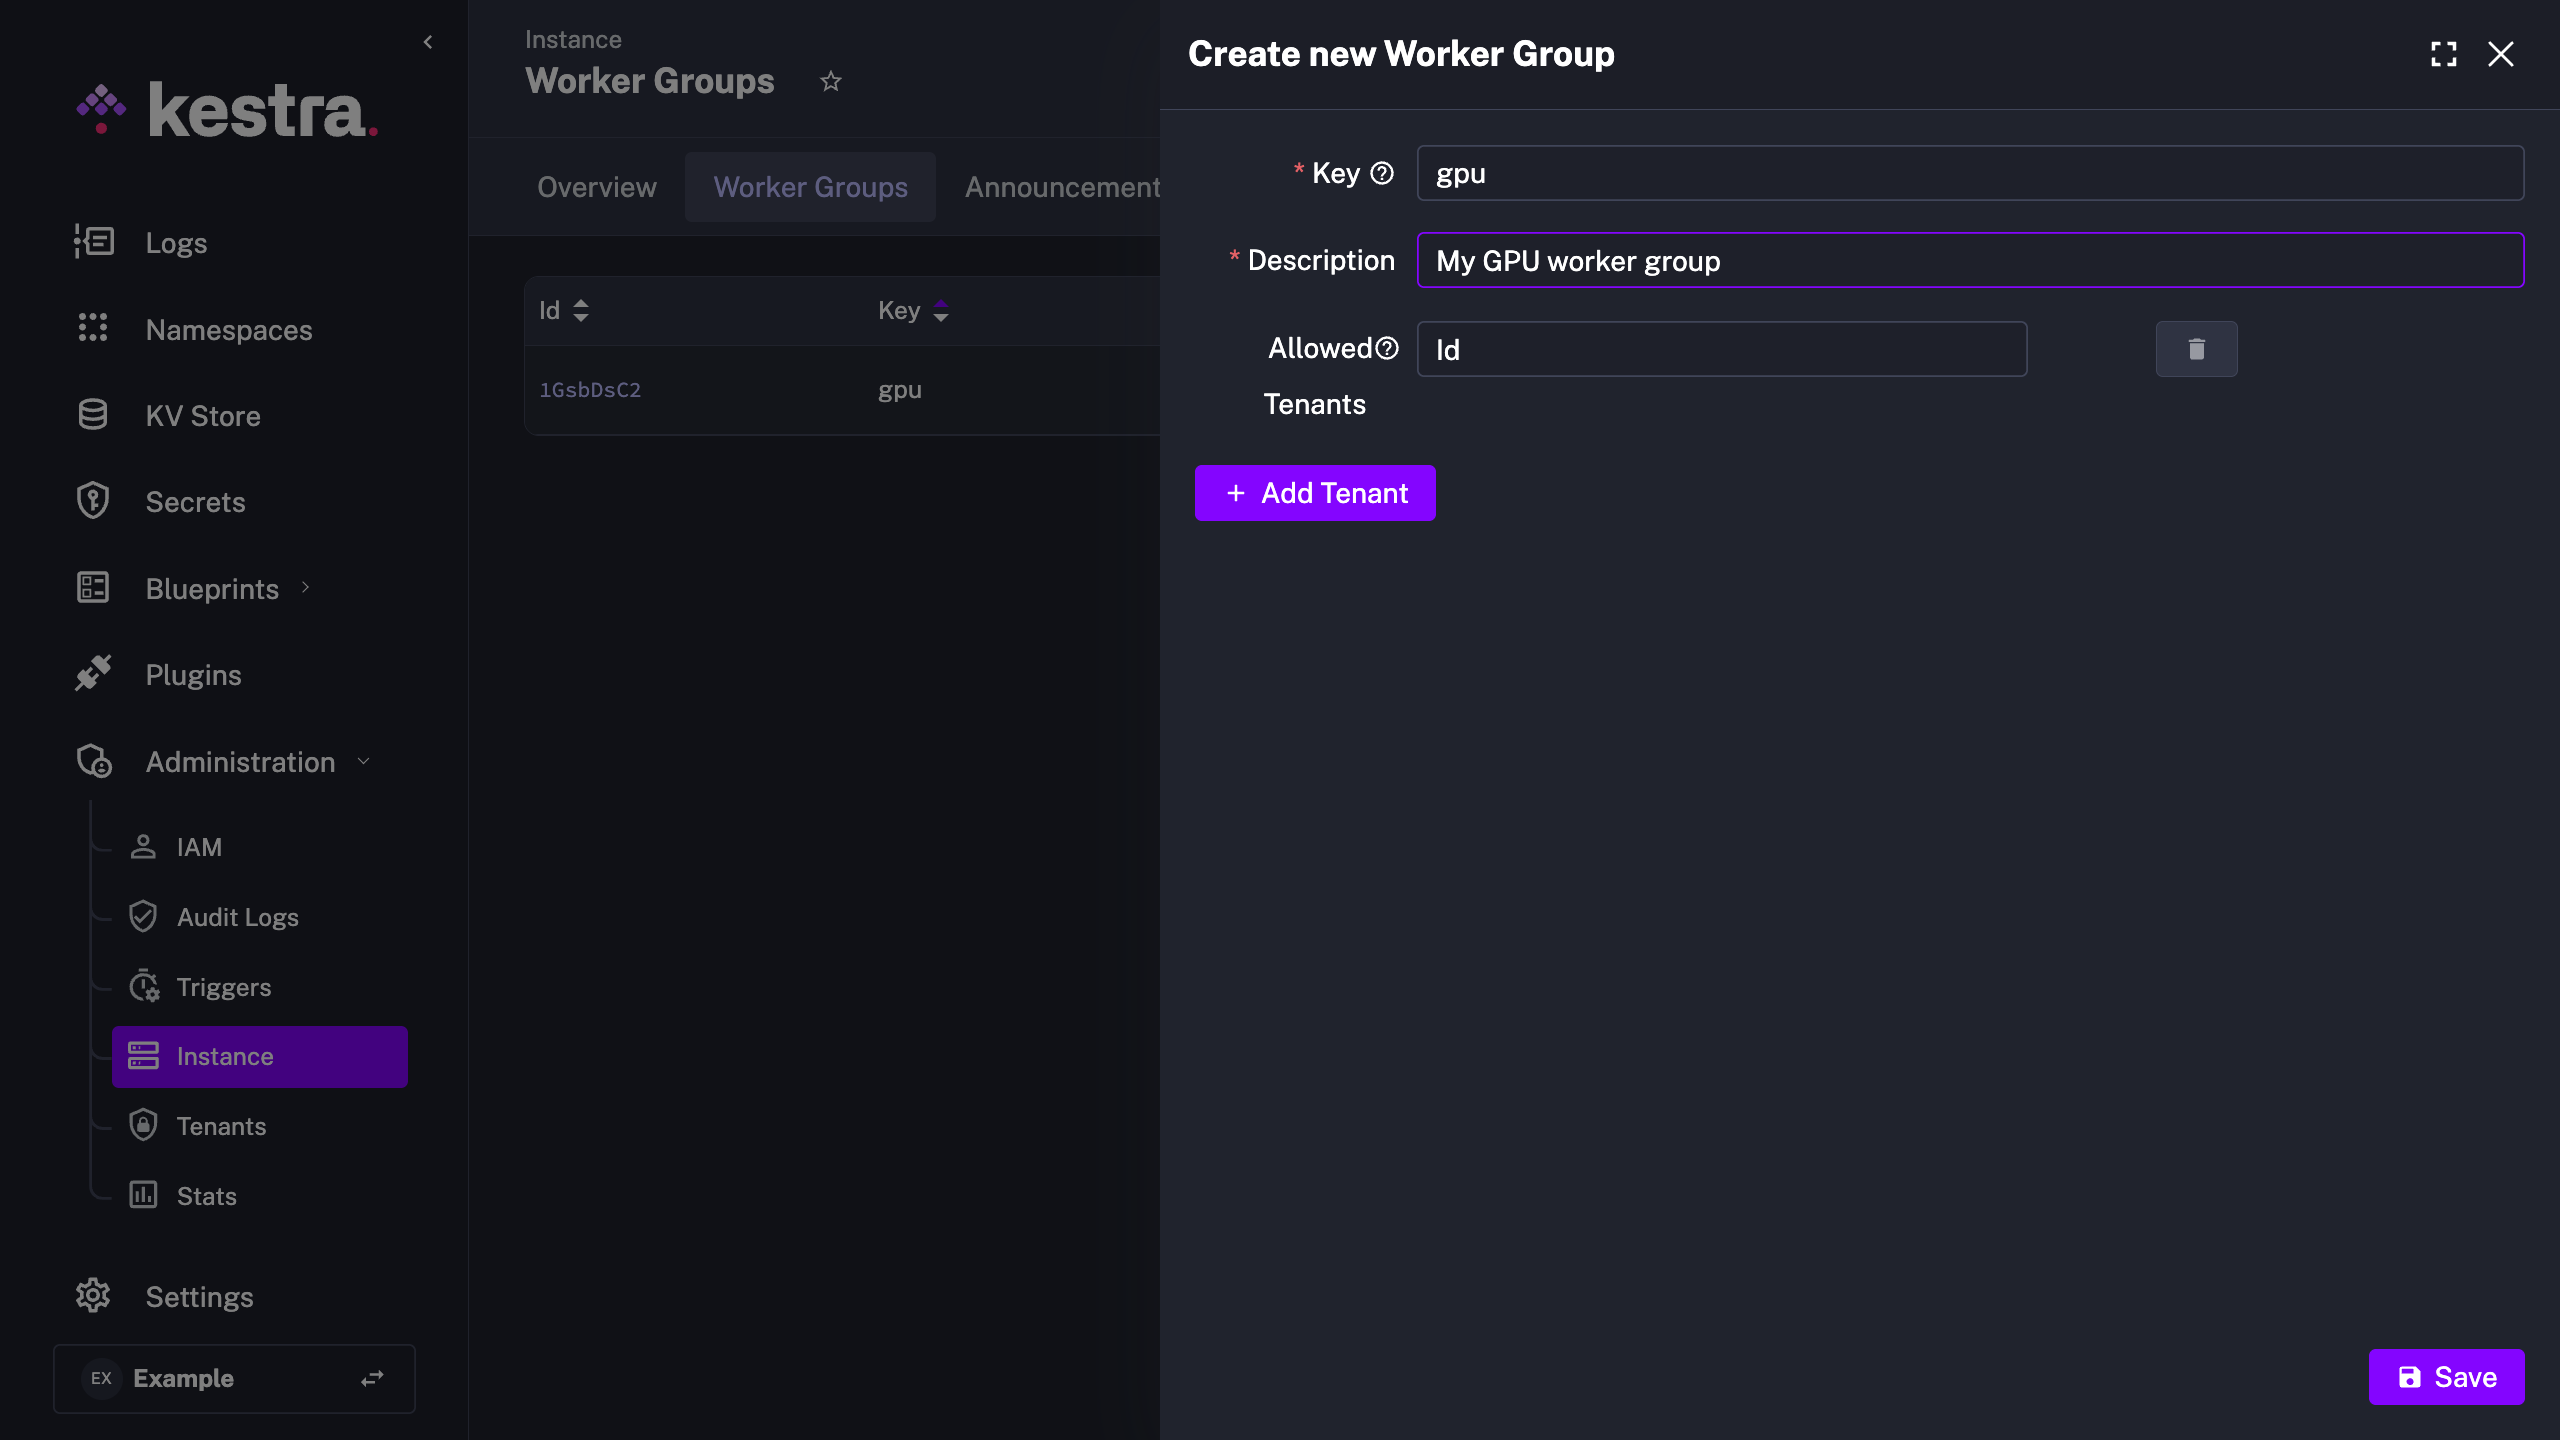 kestra.
Logs
Namespaces
KV Store
Secrets
Blueprints
Plugins
Administration
IAM
Audit Logs
Triggers
Instance
Tenants
Stats
Settings
EX Example
Instance
Worker Groups
Overview Worker Groups Announcement
Id Key
1GsbDsC2 gpu
Create new Worker Group
* Key gpu
* Description My GPU worker group
Allowed Id
Tenants
+ Add Tenant
Save